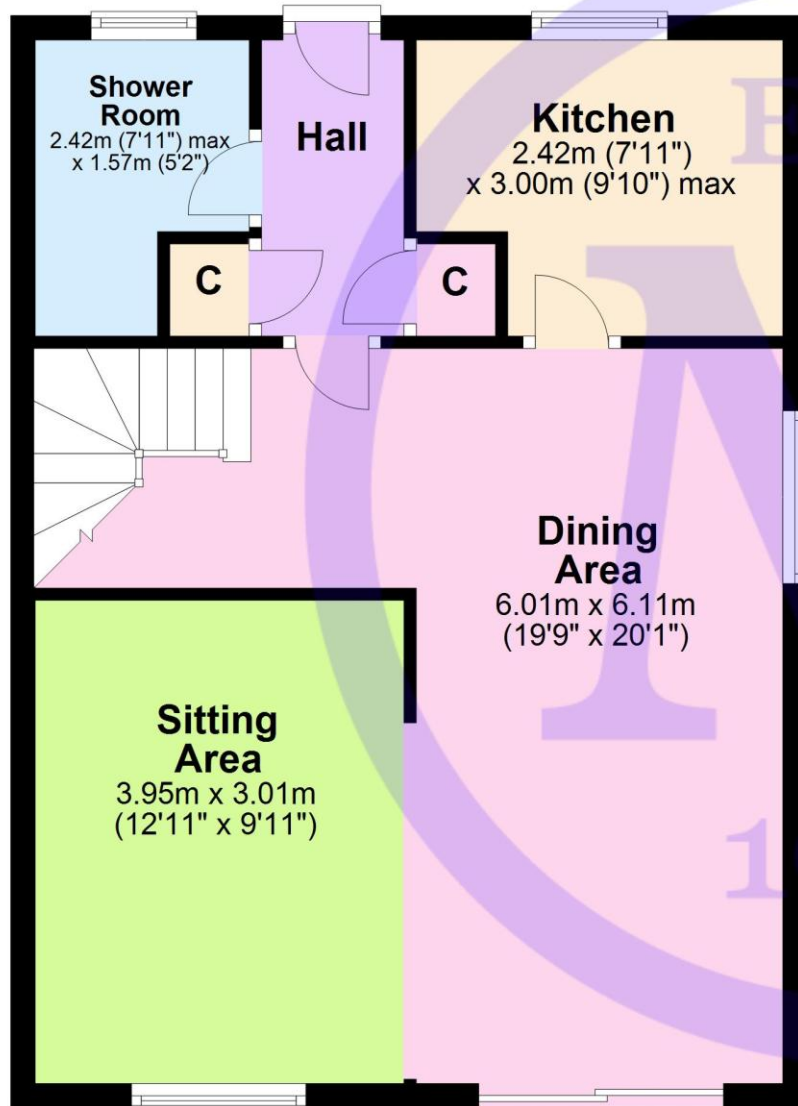 Shower
Room
2.42m (7'11") max
x 1.57m (5'2")
Hall
Kitchen
2.42m (7'11")
x 3.00m (9'10") max
C
C
Dining
Area
6.01m x 6.11m
(19'9" x 20'1")
Sitting
Area
3.95m x 3.01m
(12'11" x 9'11")